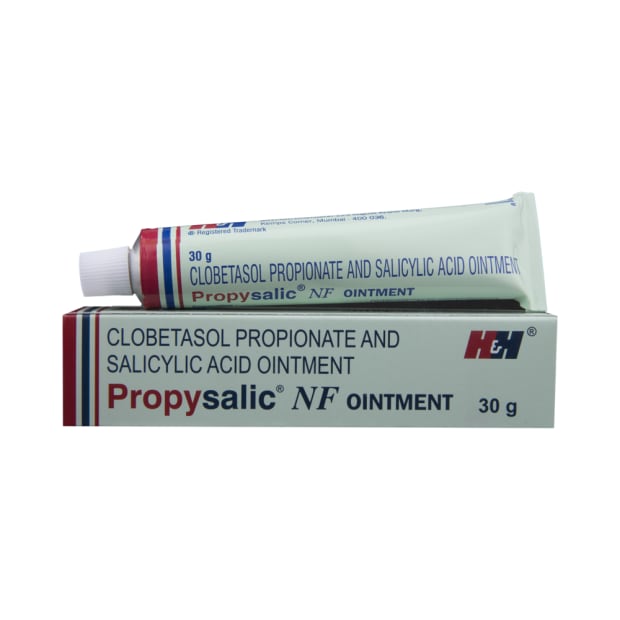 Kemps Corner, Mumbai - 400 036.
H&H
® Registered Trademark
30 g
CLOBETASOL PROPIONATE AND SALICYLIC ACID OINTMENT
Propysalic® NF OINTMENT
CLOBETASOL PROPIONATE AND
SALICYLIC ACID OINTMENT
H&H®
Propysalic® NF OINTMENT 30 g